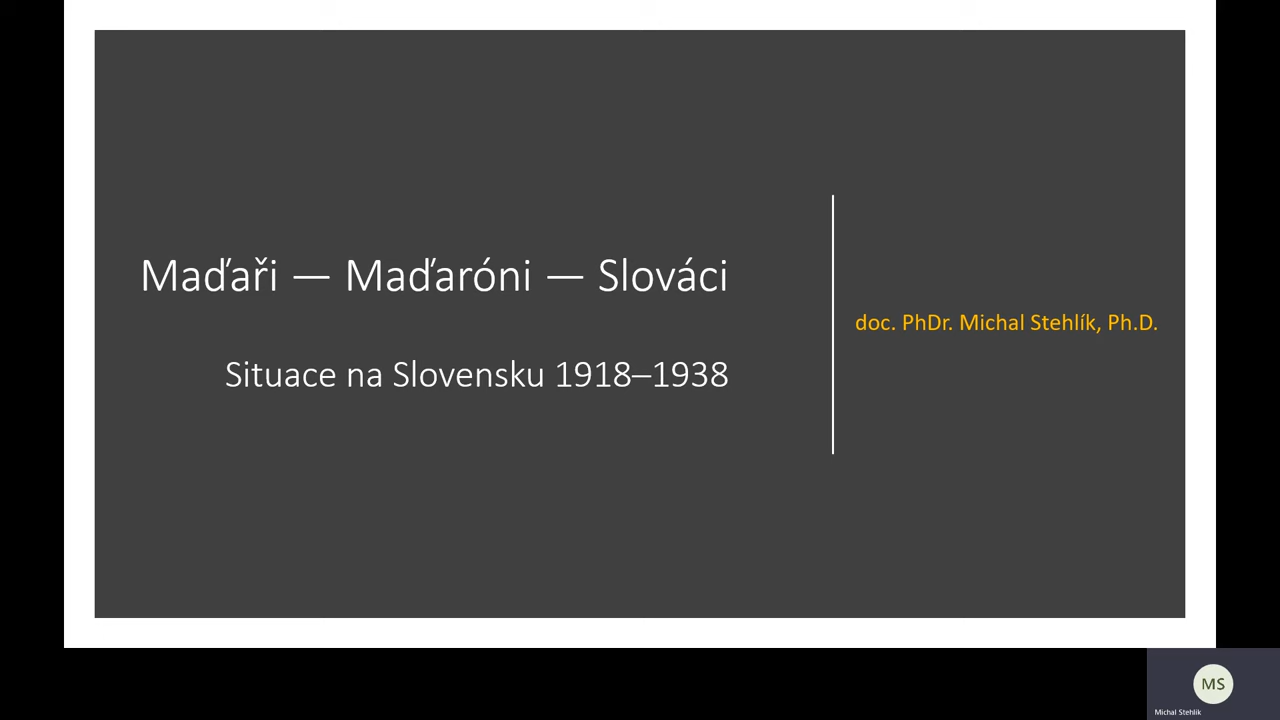 Maďaři — Maďaróni — Slováci
Situace na Slovensku 1918–1938
doc. PhDr. Michal Stehlík, Ph.D.
MS
Michal Stehlík